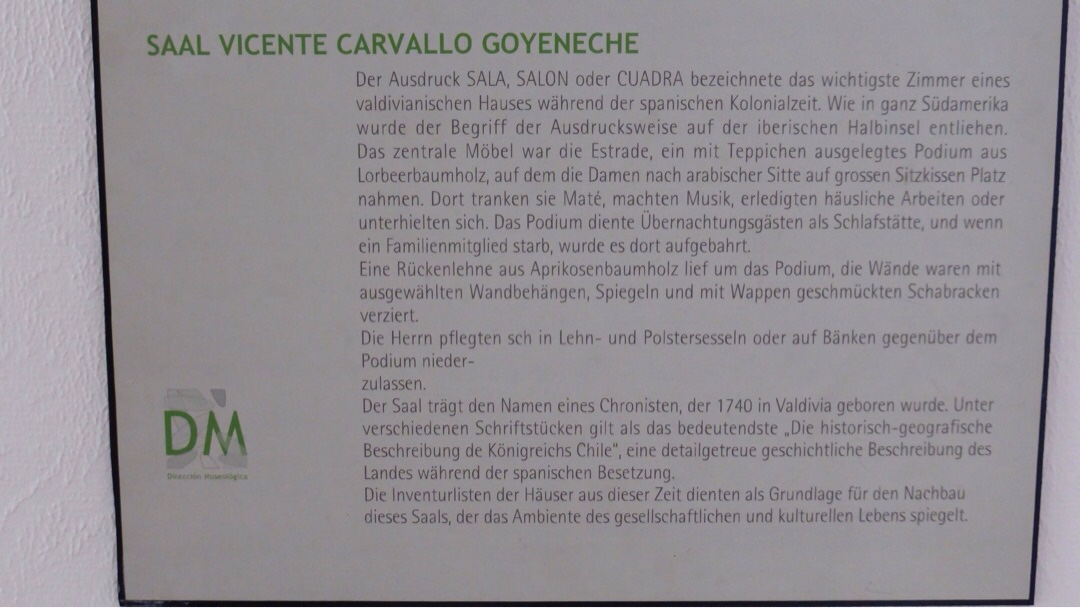 SAAL VICENTE CARVALLO GOYENECHE
Der Ausdruck SALA, SALON oder CUADRA bezeichnete das wichtigste Zimmer eines
valdivianischen Hauses während der spanischen Kolonialzeit. Wie in ganz Südamerika
wurde der Begriff der Ausdrucksweise auf der iberischen Halbinsel entliehen.
Das zentrale Möbel war die Estrade, ein mit Teppichen ausgelegtes Podium aus
Lorbeerbaumholz, auf dem die Damen nach arabischer Sitte auf grossen Sitzkissen Platz
nahmen. Dort tranken sie Maté, machten Musik, erledigten häusliche Arbeiten oder
unterhielten sich. Das Podium diente Übernachtungsgästen als Schlafstätte, und wenn
ein Familienmitglied starb, wurde es dort aufgebahrt.
Eine Rückenlehne aus Aprikosenbaumholz lief um das Podium, die Wände waren mit
ausgewählten Wandbehängen, Spiegeln und mit Wappen geschmückten Schabracken
verziert.
Die Herrn pflegten sch in Lehn- und Polstersesseln oder auf Bänken gegenüber dem
Podium nieder-
zulassen.
Der Saal trägt den Namen eines Chronisten, der 1740 in Valdivia geboren wurde. Unter
verschiedenen Schriftstücken gilt als das bedeutendste „Die historisch-geografische
Beschreibung de Königreichs Chile“, eine detailgetreue geschichtliche Beschreibung des
Landes während der spanischen Besetzung.
Die Inventurlisten der Häuser aus dieser Zeit dienten als Grundlage für den Nachbau
dieses Saals, der das Ambiente des gesellschaftlichen und kulturellen Lebens spiegelt.
DM
Dirección Museológica